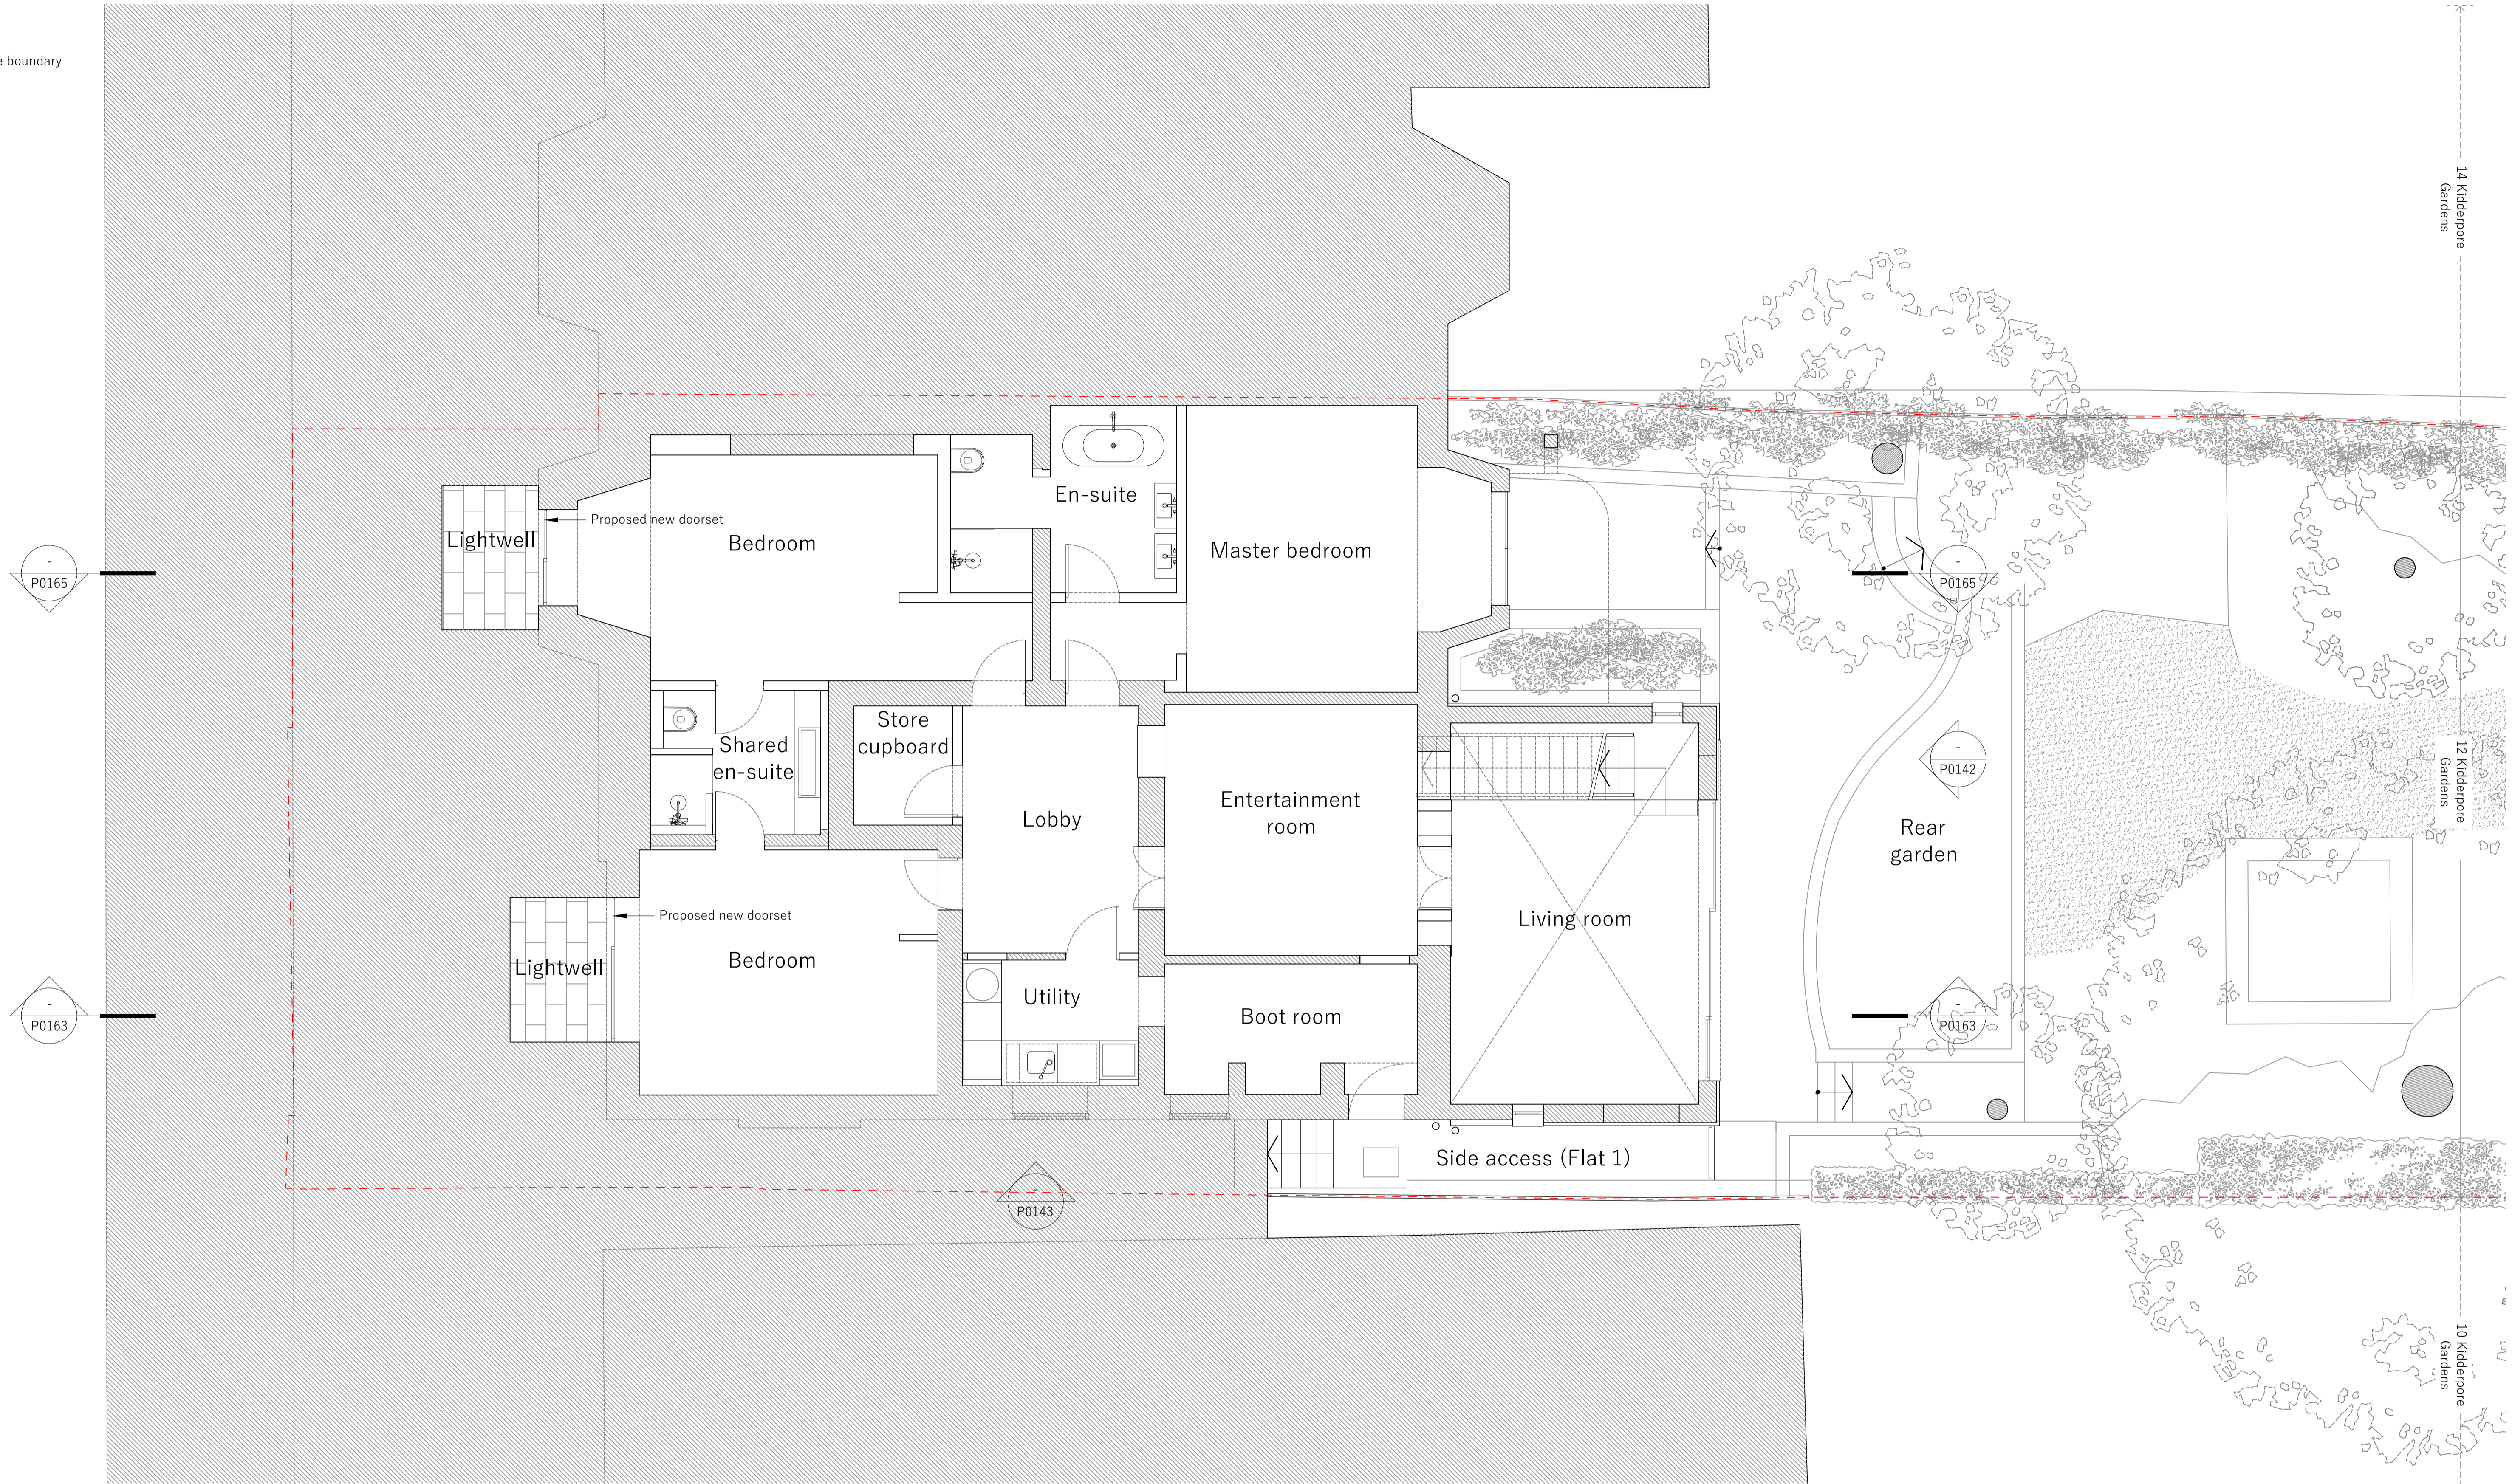 e boundary
14 Kidderpore
Gardens
En-suite
Proposed new doorset
Lightwell
Bedroom
Master bedroom
-
P0165
-
P0165
Store
cupboard
Shared
en-suite
-
P0142
12 Kidderpore
Gardens
Entertainment
room
Lobby
Rear
garden
Proposed new doorset
Living room
Lightwell
Bedroom
Utility
Boot room
-
P0163
-
P0163
Side access (Flat 1)
-
P0143
10 Kidderpore
Gardens